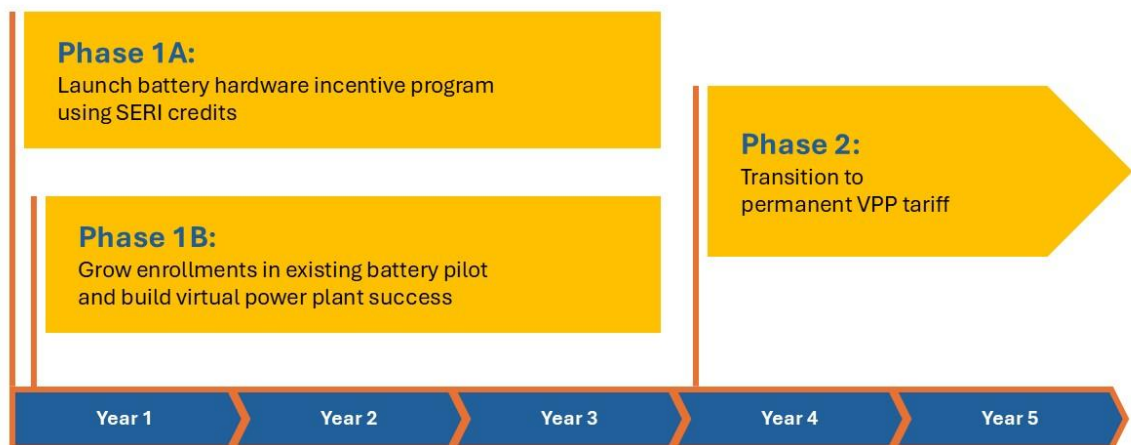 Phase 1A:
Launch battery hardware incentive program
using SERI credits
Phase 1B:
Grow enrollments in existing battery pilot
and build virtual power plant success
Phase 2:
Transition to
permanent VPP tariff
Year 1
Year 2
Year 3
Year 4
Year 5